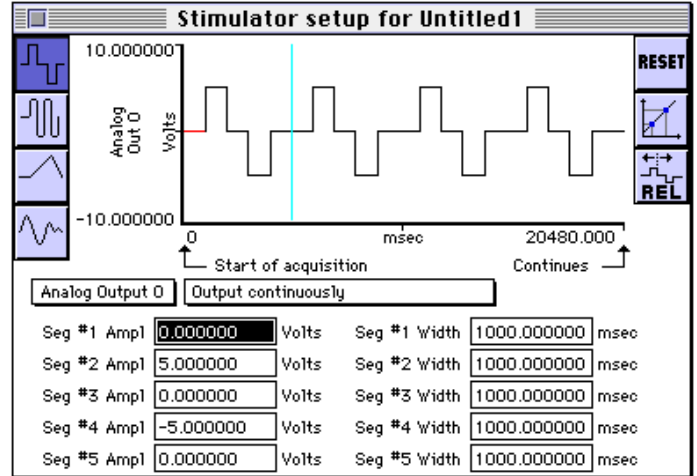 Stimulator setup for Untitled1
10.000000
Analog Out 0
Volts
-10.000000
0
msec
20480.000
Start of acquisition
Continues
RESET
REL
Analog Output 0
Output continuously
Seg #1 Ampl 0.000000 Volts Seg #1 Width 1000.000000 msec
Seg #2 Ampl 5.000000 Volts Seg #2 Width 1000.000000 msec
Seg #3 Ampl 0.000000 Volts Seg #3 Width 1000.000000 msec
Seg #4 Ampl -5.000000 Volts Seg #4 Width 1000.000000 msec
Seg #5 Ampl 0.000000 Volts Seg #5 Width 1000.000000 msec